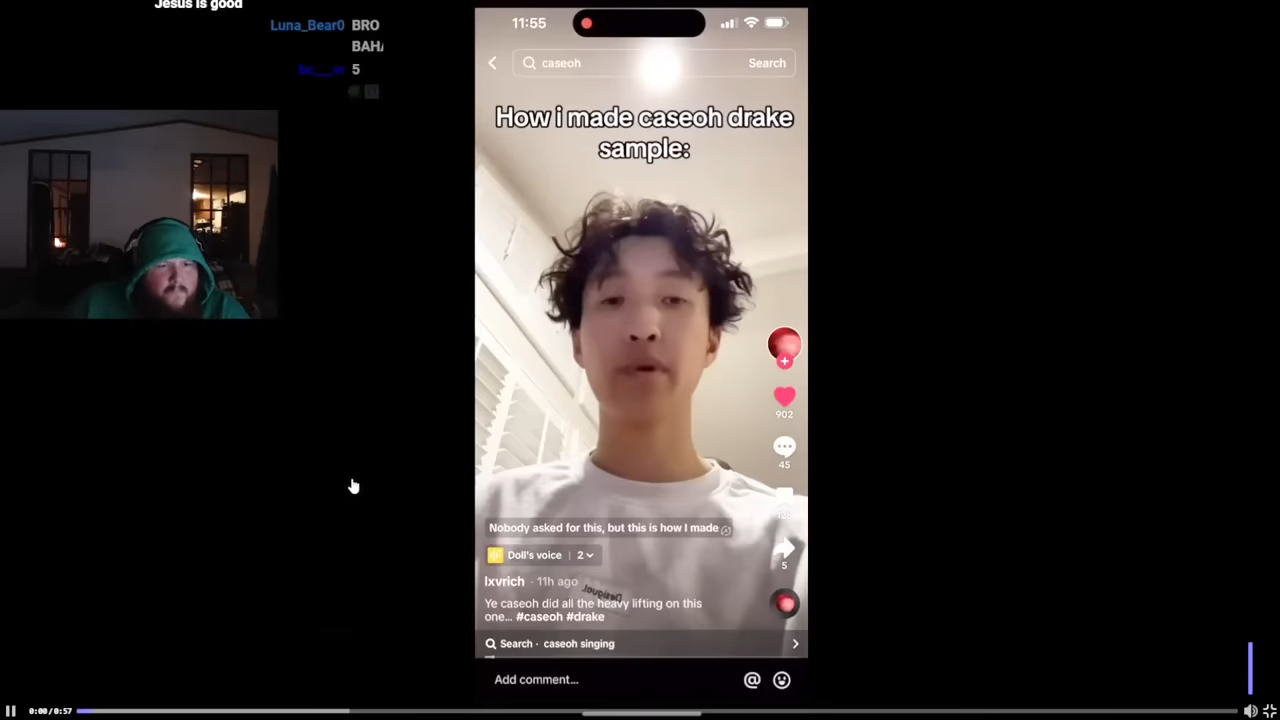 Jesus is good
Luna_Bear0 BRO
BAHA
5
11:55
caseoh Search
How i made caseoh drake
sample:
902
45
Nobody asked for this, but this is how I made
Doll's voice | 2
5
lxvrich · 11h ago
Designer
Ye caseoh did all the heavy lifting on this
one... #caseoh #drake
Search · caseoh singing
Add comment...
0:00/0:57